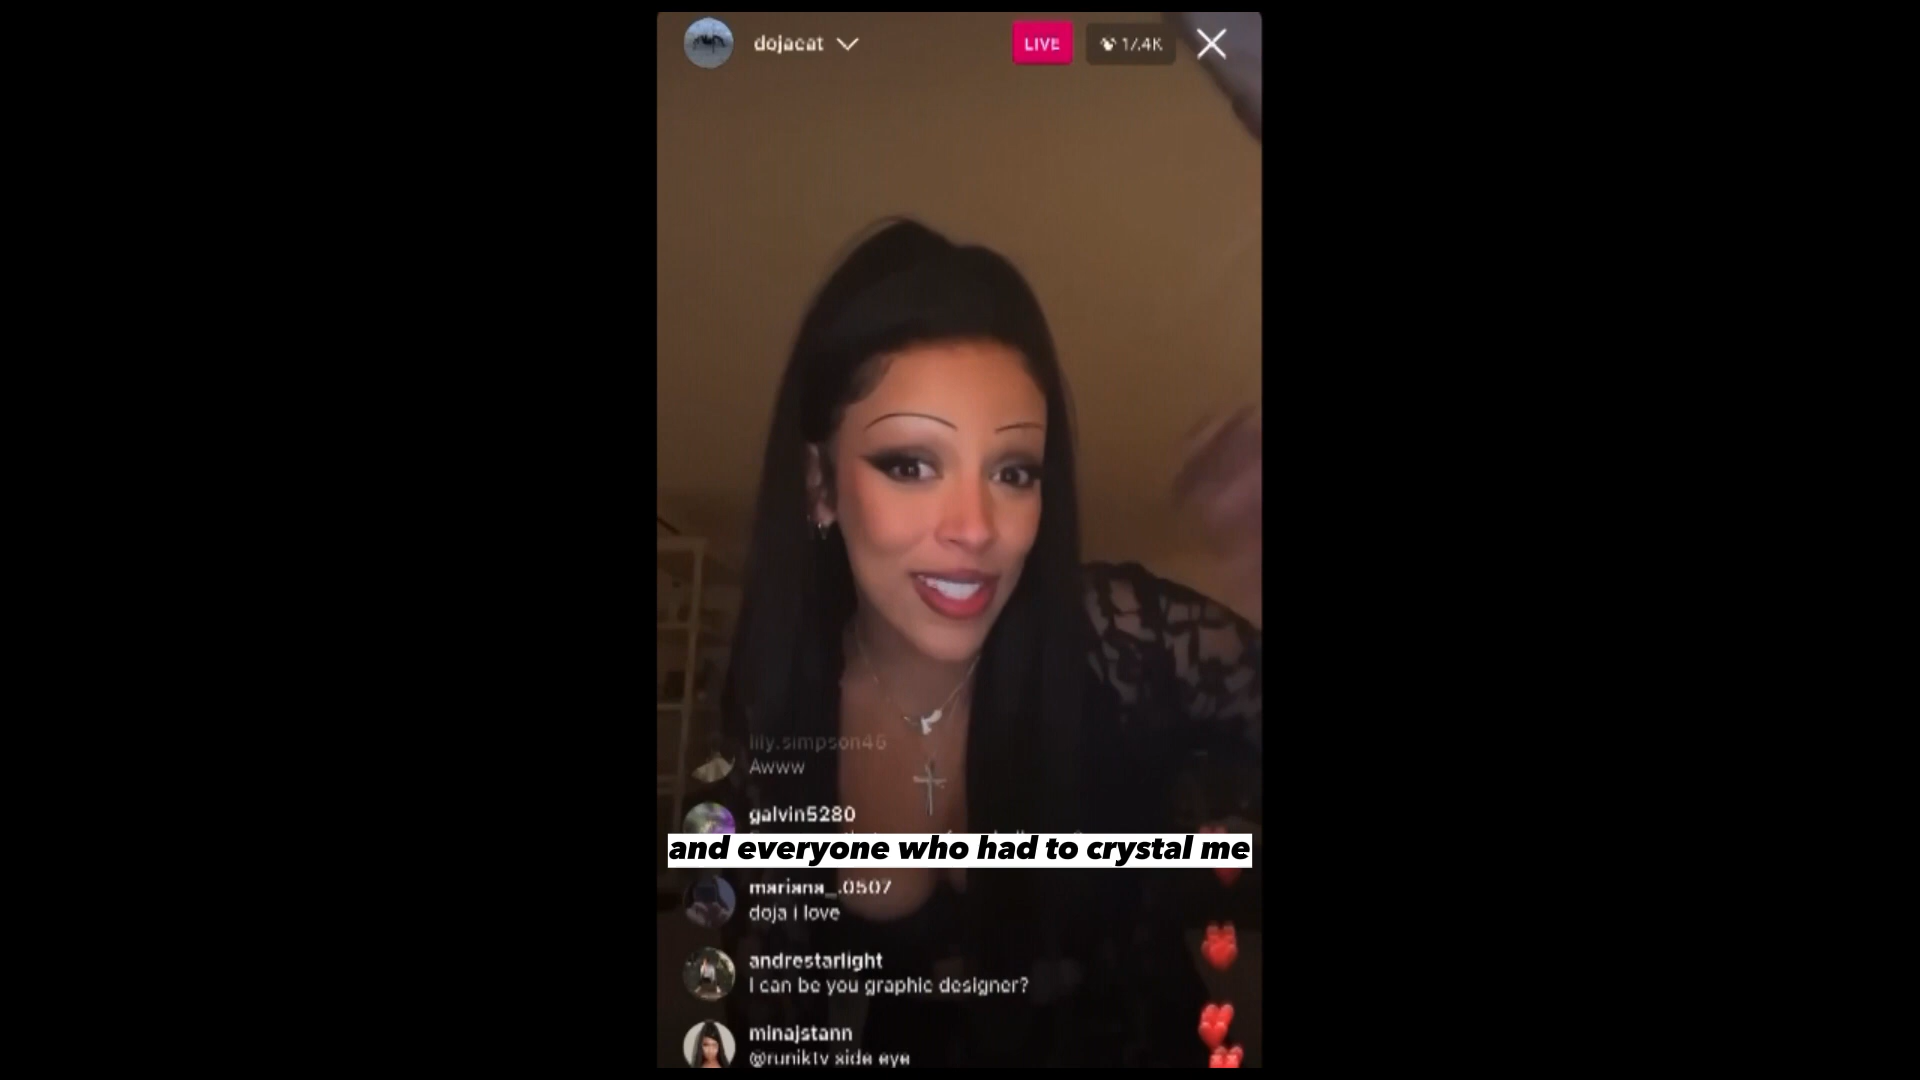 dojacat
LIVE
17.4K
lily.simpson46
Awww
galvin5280
and everyone who had to crystal me
mariana_.0507
doja i love
andrestarlight
I can be you graphic designer?
minajstann
@runiktv side eye